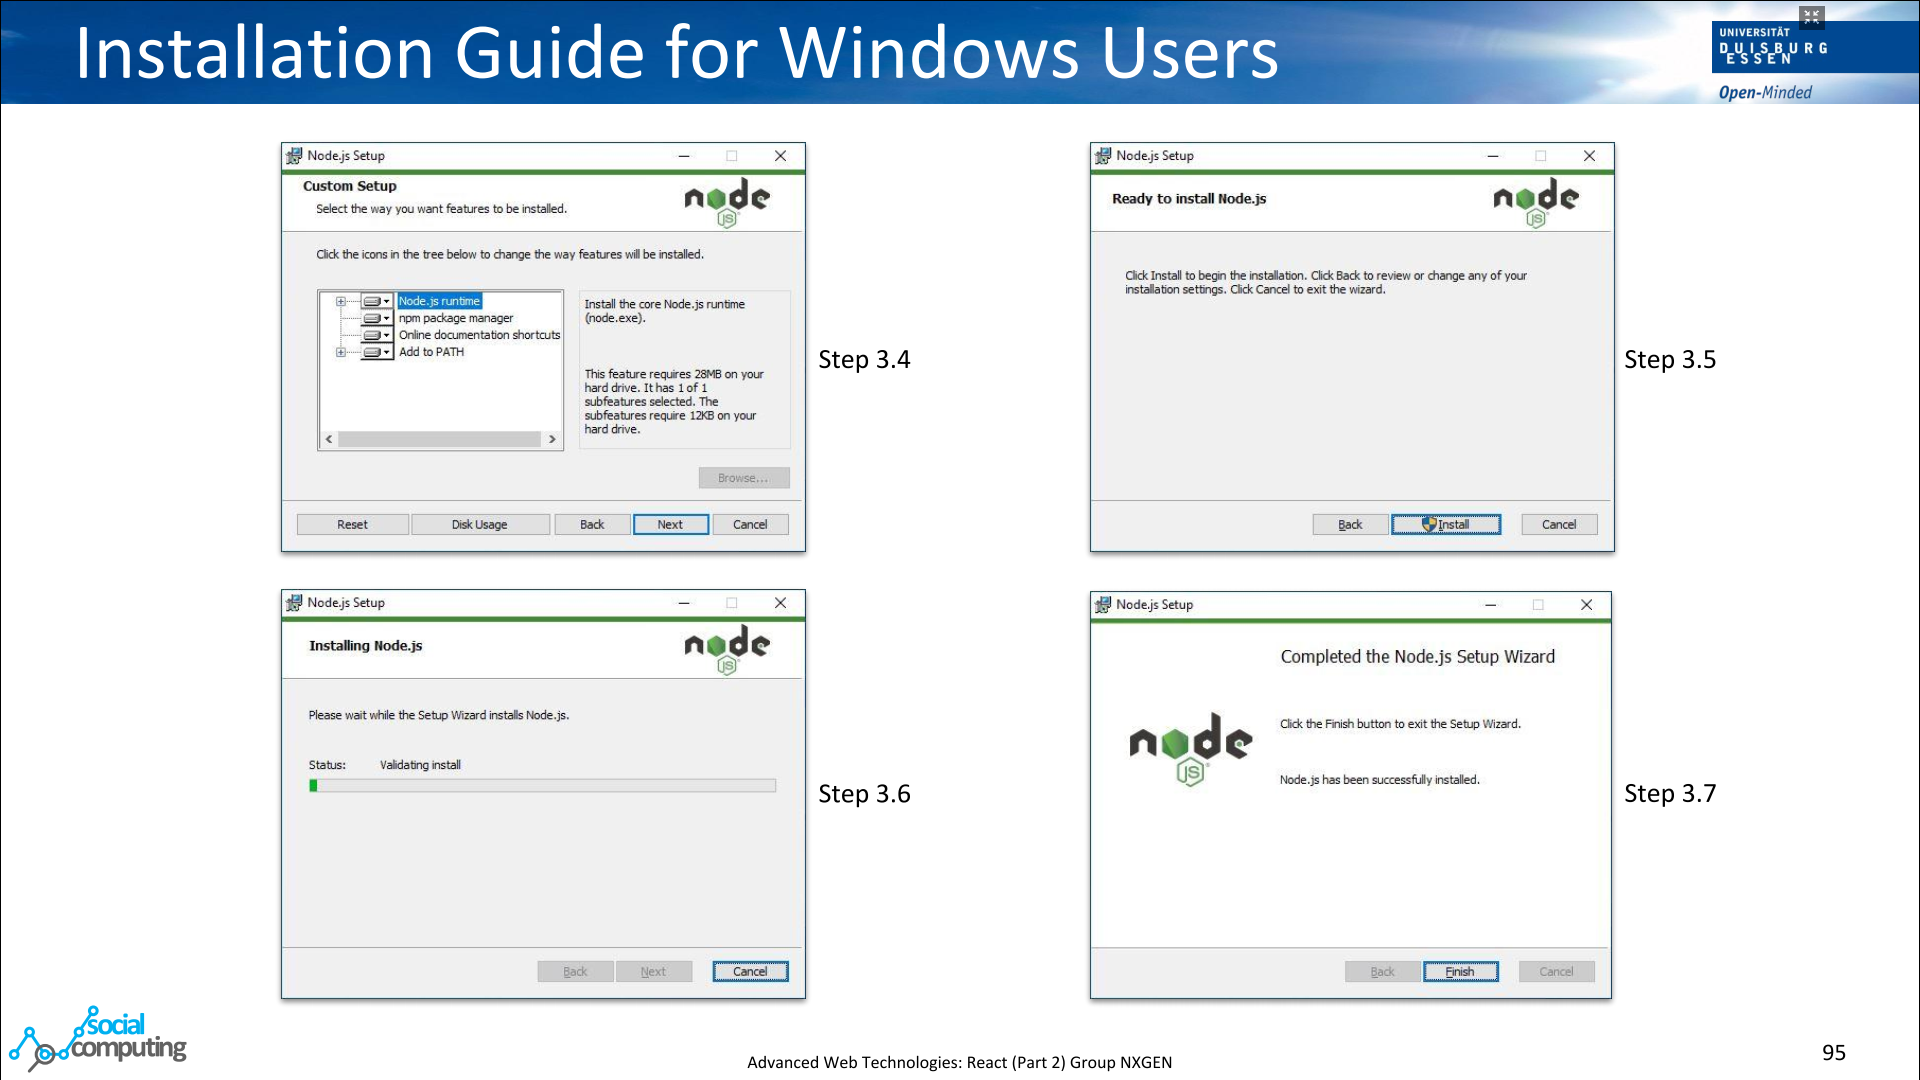 Installation Guide for Windows Users
UNIVERSITÄT
DUISBURG
ESSEN
Open-Minded
Node.js Setup
Custom Setup
Select the way you want features to be installed.
node
JS
Click the icons in the tree below to change the way features will be installed.
Node.js runtime
npm package manager
Online documentation shortcuts
Add to PATH
Install the core Node.js runtime
(node.exe).
This feature requires 28MB on your
hard drive. It has 1 of 1
subfeatures selected. The
subfeatures require 12KB on your
hard drive.
Browse...
Reset
Disk Usage
Back
Next
Cancel
Step 3.4
Node.js Setup
Ready to install Node.js
node
JS
Click Install to begin the installation. Click Back to review or change any of your
installation settings. Click Cancel to exit the wizard.
Back
Install
Cancel
Step 3.5
Node.js Setup
Installing Node.js
node
JS
Please wait while the Setup Wizard installs Node.js.
Status: Validating install
Back
Next
Cancel
Step 3.6
Node.js Setup
Completed the Node.js Setup Wizard
node
JS
Click the Finish button to exit the Setup Wizard.
Node.js has been successfully installed.
Back
Finish
Cancel
Step 3.7
social
computing
Advanced Web Technologies: React (Part 2) Group NXGEN
95